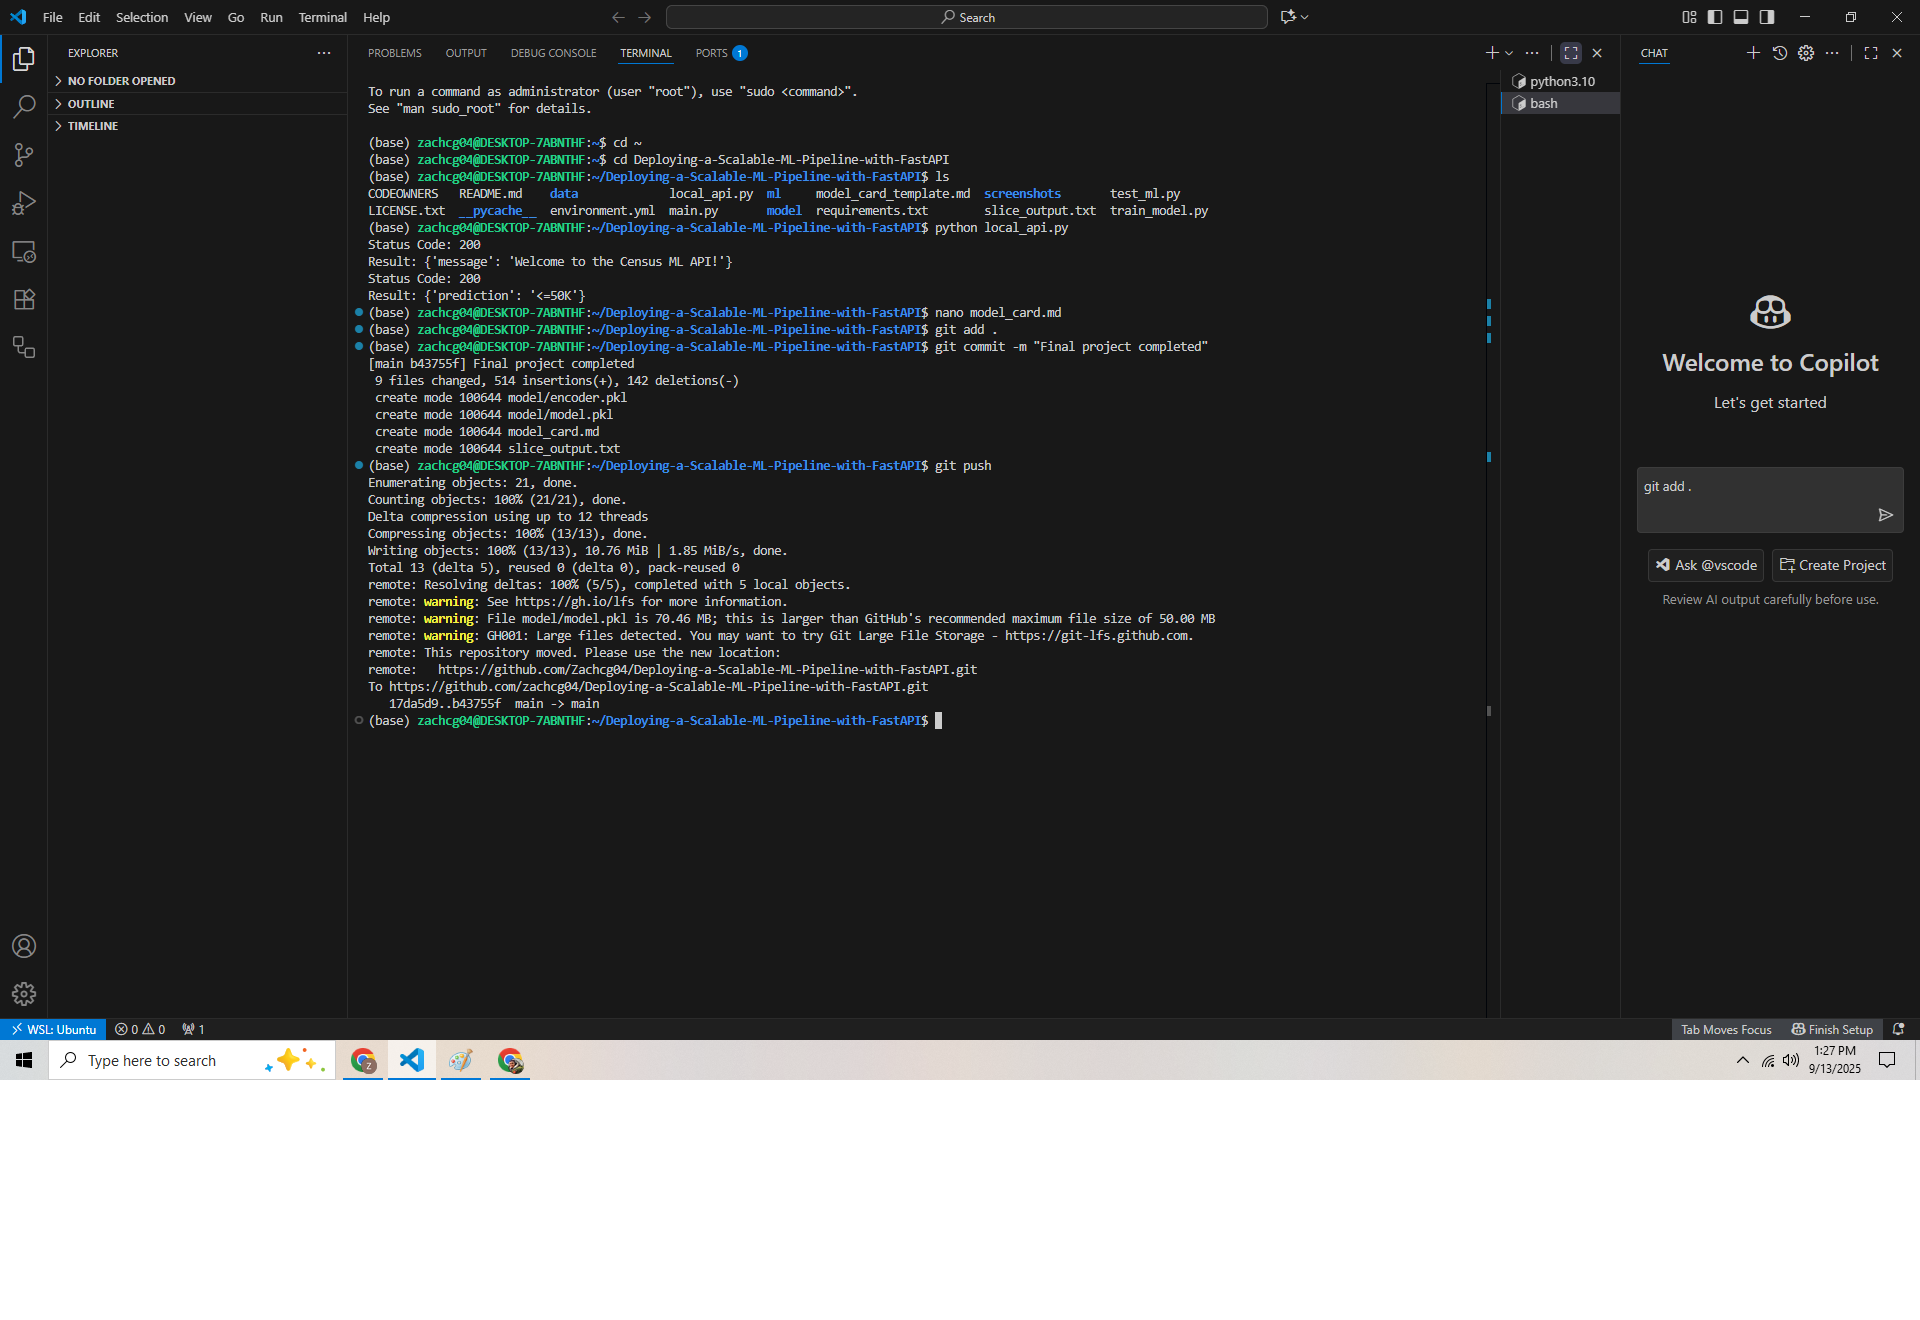 File Edit Selection View Go Run Terminal Help
Search
EXPLORER
NO FOLDER OPENED
OUTLINE
TIMELINE
PROBLEMS OUTPUT DEBUG CONSOLE TERMINAL PORTS 1
To run a command as administrator (user "root"), use "sudo <command>".
See "man sudo_root" for details.
(base) zachcg04@DESKTOP-7ABNTHF:~$ cd ~
(base) zachcg04@DESKTOP-7ABNTHF:~$ cd Deploying-a-Scalable-ML-Pipeline-with-FastAPI
(base) zachcg04@DESKTOP-7ABNTHF:~/Deploying-a-Scalable-ML-Pipeline-with-FastAPI$ ls
CODEOWNERS README.md data local_api.py ml model_card_template.md screenshots test_ml.py
LICENSE.txt __pycache__ environment.yml main.py model requirements.txt slice_output.txt train_model.py
(base) zachcg04@DESKTOP-7ABNTHF:~/Deploying-a-Scalable-ML-Pipeline-with-FastAPI$ python local_api.py
Status Code: 200
Result: {'message': 'Welcome to the Census ML API!'}
Status Code: 200
Result: {'prediction': '<=50K'}
(base) zachcg04@DESKTOP-7ABNTHF:~/Deploying-a-Scalable-ML-Pipeline-with-FastAPI$ nano model_card.md
(base) zachcg04@DESKTOP-7ABNTHF:~/Deploying-a-Scalable-ML-Pipeline-with-FastAPI$ git add .
(base) zachcg04@DESKTOP-7ABNTHF:~/Deploying-a-Scalable-ML-Pipeline-with-FastAPI$ git commit -m "Final project completed"
[main b43755f] Final project completed
9 files changed, 514 insertions(+), 142 deletions(-)
create mode 100644 model/encoder.pkl
create mode 100644 model/model.pkl
create mode 100644 model_card.md
create mode 100644 slice_output.txt
(base) zachcg04@DESKTOP-7ABNTHF:~/Deploying-a-Scalable-ML-Pipeline-with-FastAPI$ git push
Enumerating objects: 21, done.
Counting objects: 100% (21/21), done.
Delta compression using up to 12 threads
Compressing objects: 100% (13/13), done.
Writing objects: 100% (13/13), 10.76 MiB | 1.85 MiB/s, done.
Total 13 (delta 5), reused 0 (delta 0), pack-reused 0
remote: Resolving deltas: 100% (5/5), completed with 5 local objects.
remote: warning: See https://gh.io/lfs for more information.
remote: warning: File model/model.pkl is 70.46 MB; this is larger than GitHub's recommended maximum file size of 50.00 MB
remote: warning: GH001: Large files detected. You may want to try Git Large File Storage - https://git-lfs.github.com.
remote: This repository moved. Please use the new location:
remote: https://github.com/Zachcg04/Deploying-a-Scalable-ML-Pipeline-with-FastAPI.git
To https://github.com/zachcg04/Deploying-a-Scalable-ML-Pipeline-with-FastAPI.git
17da5d9..b43755f main -> main
(base) zachcg04@DESKTOP-7ABNTHF:~/Deploying-a-Scalable-ML-Pipeline-with-FastAPI$
python3.10
bash
CHAT
Welcome to Copilot
Let's get started
git add .
Ask @vscode Create Project
Review AI output carefully before use.
WSL: Ubuntu 0 0 1
Tab Moves Focus Finish Setup
Type here to search
Z
1:27 PM
9/13/2025